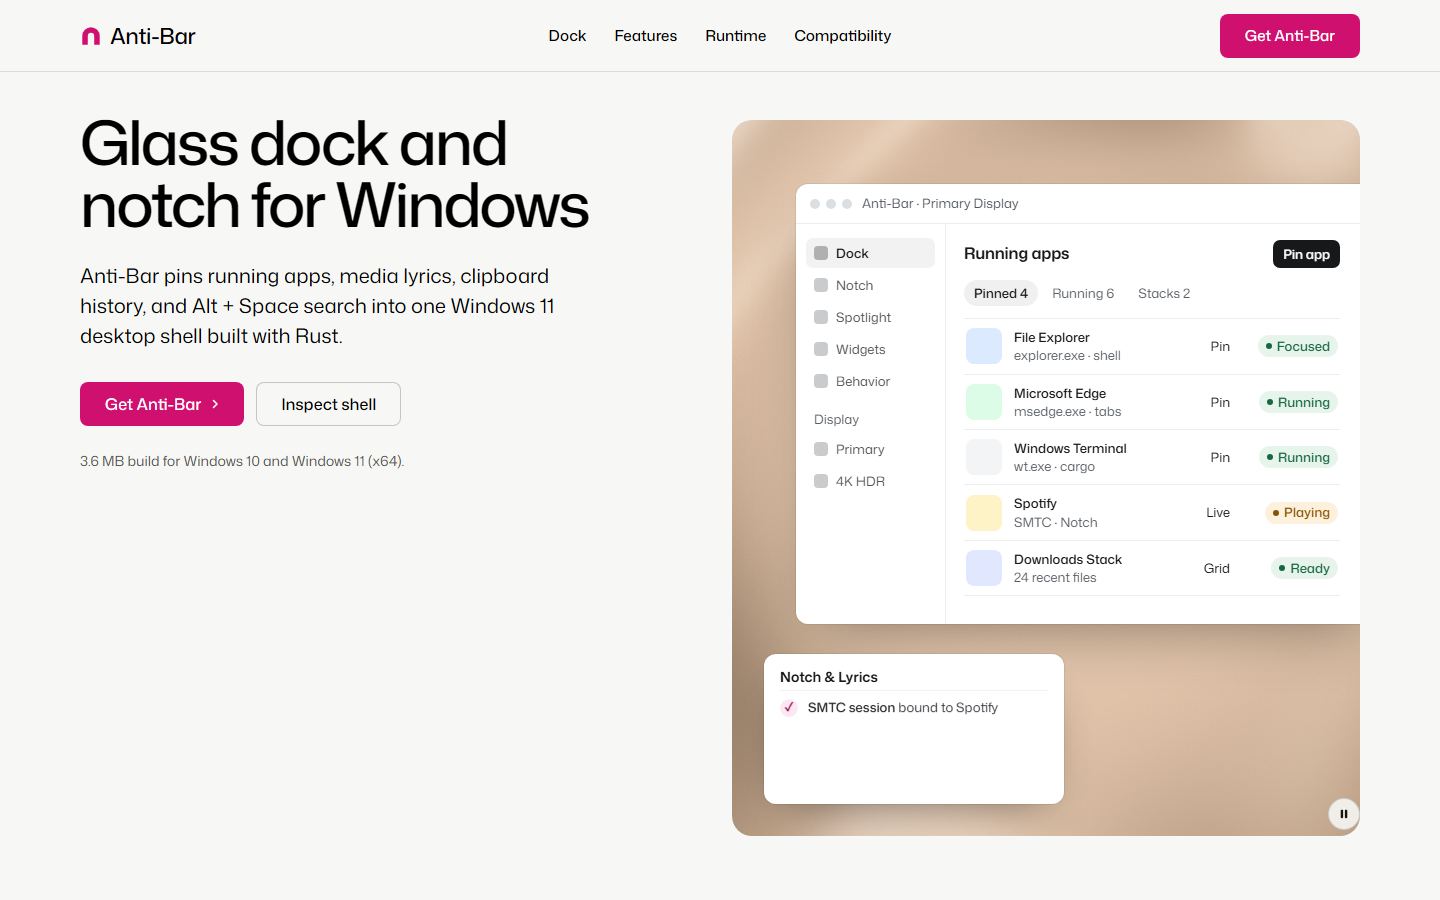 Anti-Bar
Dock
Features
Runtime
Compatibility
Get Anti-Bar
Glass dock and
notch for Windows
Anti-Bar pins running apps, media lyrics, clipboard
history, and Alt + Space search into one Windows 11
desktop shell built with Rust.
Get Anti-Bar
Inspect shell
3.6 MB build for Windows 10 and Windows 11 (x64).
Anti-Bar · Primary Display
Dock
Notch
Spotlight
Widgets
Behavior
Display
Primary
4K HDR
Running apps
Pin app
Pinned 4
Running 6
Stacks 2
File Explorer
explorer.exe · shell
Pin
Focused
Microsoft Edge
msedge.exe · tabs
Pin
Running
Windows Terminal
wt.exe · cargo
Pin
Running
Spotify
SMTC · Notch
Live
Playing
Downloads Stack
24 recent files
Grid
Ready
Notch & Lyrics
SMTC session bound to Spotify